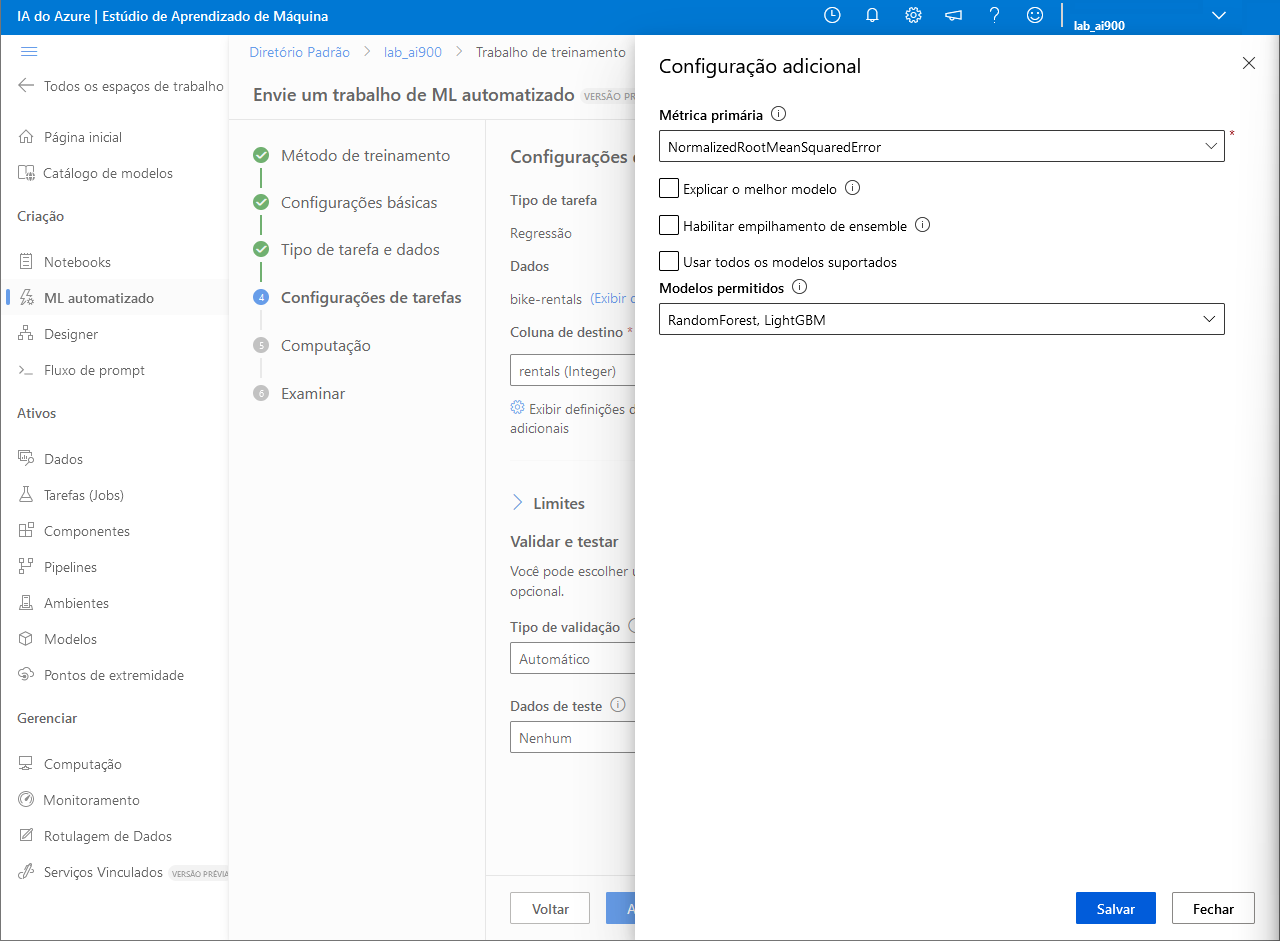 IA do Azure | Estúdio de Aprendizado de Máquina
lab_ai900
Todos os espaços de trabalho
Página inicial
Catálogo de modelos
Criação
Notebooks
ML automatizado
Designer
Fluxo de prompt
Ativos
Dados
Tarefas (Jobs)
Componentes
Pipelines
Ambientes
Modelos
Pontos de extremidade
Gerenciar
Computação
Monitoramento
Rotulagem de Dados
Serviços Vinculados VERSÃO PRÉVIA
Diretório Padrão > lab_ai900 > Trabalho de treinamento
Envie um trabalho de ML automatizado VERSÃO PR
Método de treinamento
Configurações básicas
Tipo de tarefa e dados
4 Configurações de tarefas
5 Computação
6 Examinar
Configurações
Tipo de tarefa
Regressão
Dados
bike-rentals (Exibir
Coluna de destino *
rentals (Integer)
Exibir definições
adicionais
Limites
Validar e testar
Você pode escolher
opcional.
Tipo de validação
Automático
Dados de teste
Nenhum
Voltar
A
Configuração adicional
Métrica primária
NormalizedRootMeanSquaredError *
Explicar o melhor modelo
Habilitar empilhamento de ensemble
Usar todos os modelos suportados
Modelos permitidos
RandomForest, LightGBM
Salvar
Fechar